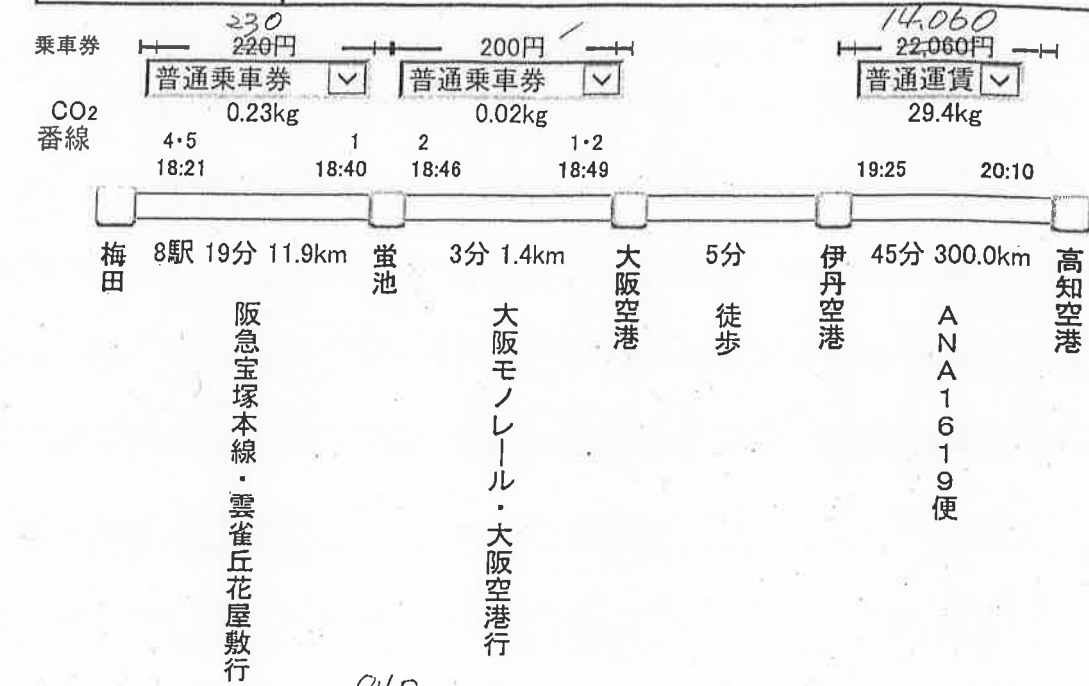 230 14,060
乗車券 220円 200円 22,060円
普通乗車券 普通乗車券 普通運賃
CO2 0.23kg 0.02kg 29.4kg
番線 4・5 1 2 1・2
18:21 18:40 18:46 18:49 19:25 20:10
梅田 8駅 19分 11.9km 蛍池 3分 1.4km 大阪空港 5分 伊丹空港 45分 300.0km 高知空港
阪急宝塚本線・雲雀丘花屋敷行
大阪モノレール・大阪空港行
徒歩
ANA1619便